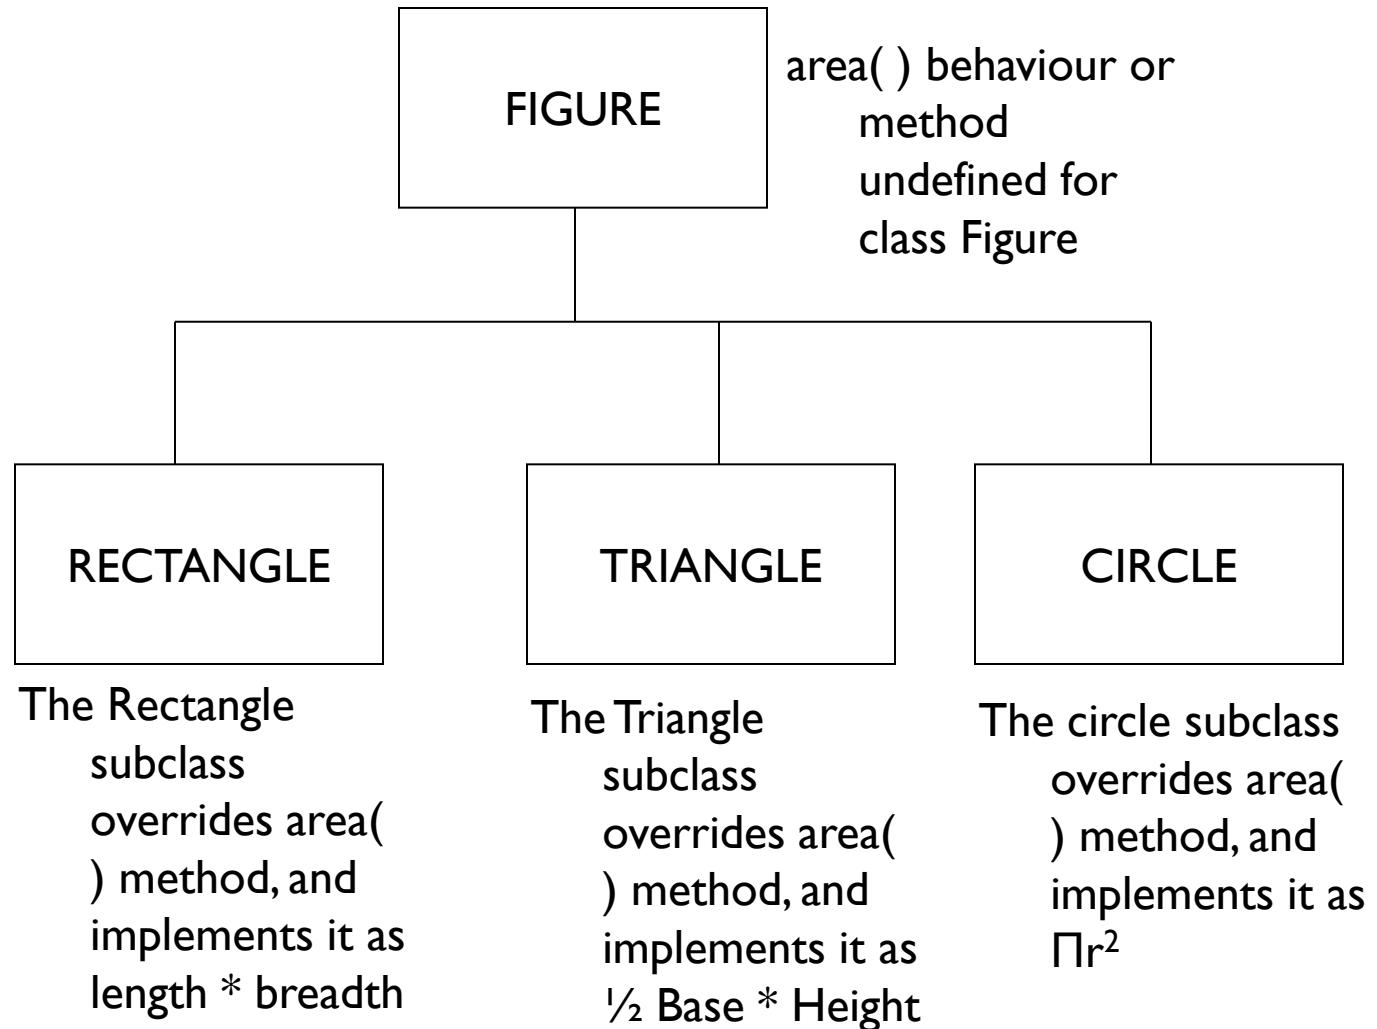 FIGURE
area( ) behaviour or
method
undefined for
class Figure
RECTANGLE
TRIANGLE
CIRCLE
The Rectangle
subclass
overrides area(
) method, and
implements it as
length * breadth
The Triangle
subclass
overrides area(
) method, and
implements it as
½ Base * Height
The circle subclass
overrides area(
) method, and
implements it as
Πr²